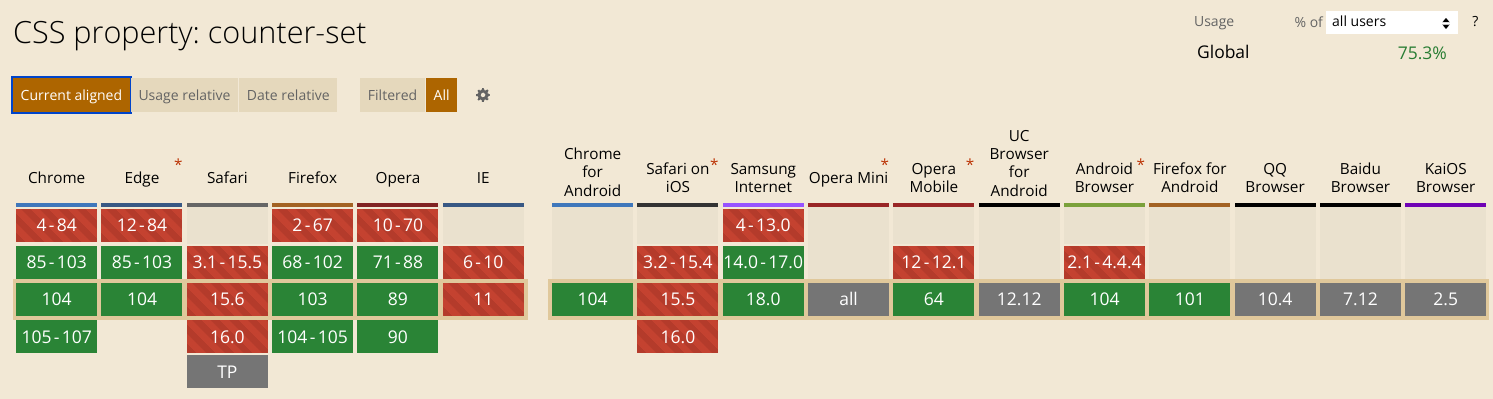 CSS property: counter-set
Usage % of all users ?
Global 75.3%
Current aligned Usage relative Date relative Filtered All
Chrome Edge * Safari Firefox Opera IE Chrome for Android Safari on iOS * Samsung Internet Opera Mini * Opera Mobile * UC Browser for Android Android Browser * Firefox for Android QQ Browser Baidu Browser KaiOS Browser
4-84 12-84 2-67 10-70 4-13.0
85-103 85-103 3.1-15.5 68-102 71-88 6-10 3.2-15.4 14.0-17.0 12-12.1 2.1-4.4.4
104 104 15.6 103 89 11 104 15.5 18.0 all 64 12.12 104 101 10.4 7.12 2.5
105-107 16.0 104-105 90 16.0
TP